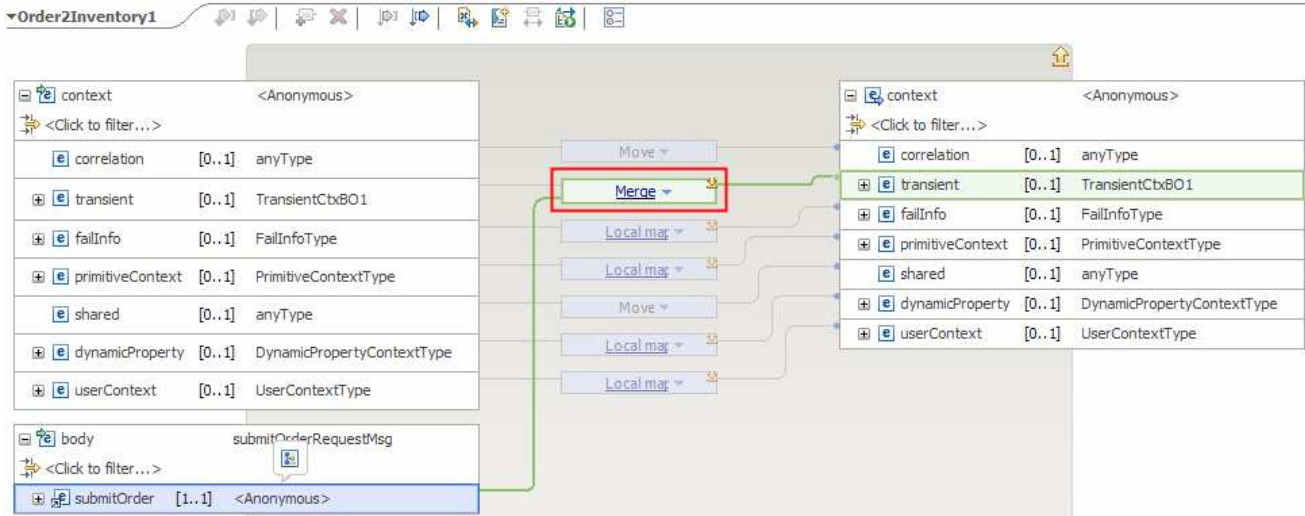 Order2Inventory1
context <Anonymous>
<Click to filter...>
correlation [0..1] anyType
transient [0..1] TransientCtxBO1
failInfo [0..1] FailInfoType
primitiveContext [0..1] PrimitiveContextType
shared [0..1] anyType
dynamicProperty [0..1] DynamicPropertyContextType
userContext [0..1] UserContextType
body submitOrderRequestMsg
<Click to filter...>
submitOrder [1..1] <Anonymous>
Move
Merge
Local map
Local map
Move
Local map
Local map
context <Anonymous>
<Click to filter...>
correlation [0..1] anyType
transient [0..1] TransientCtxBO1
failInfo [0..1] FailInfoType
primitiveContext [0..1] PrimitiveContextType
shared [0..1] anyType
dynamicProperty [0..1] DynamicPropertyContextType
userContext [0..1] UserContextType